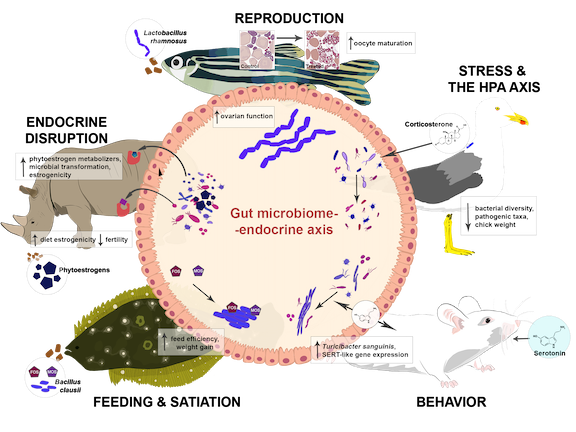 REPRODUCTION
Lactobacillus
rhamnosus
Control
Treated
oocyte maturation
STRESS &
THE HPA AXIS
ovarian function
Corticosterone
ENDOCRINE
DISRUPTION
phytoestrogen metabolizers,
microbial transformation,
estrogenicity
bacterial diversity,
pathogenic taxa,
chick weight
Gut microbiome-
-endocrine axis
diet estrogenicity fertility
Phytoestrogens
FOS MOS
FOS MOS
feed efficiency,
weight gain
Turicibacter sanguinis,
SERT-like gene expression
Serotonin
FOS MOS
Bacillus
clausii
FEEDING & SATIATION
BEHAVIOR